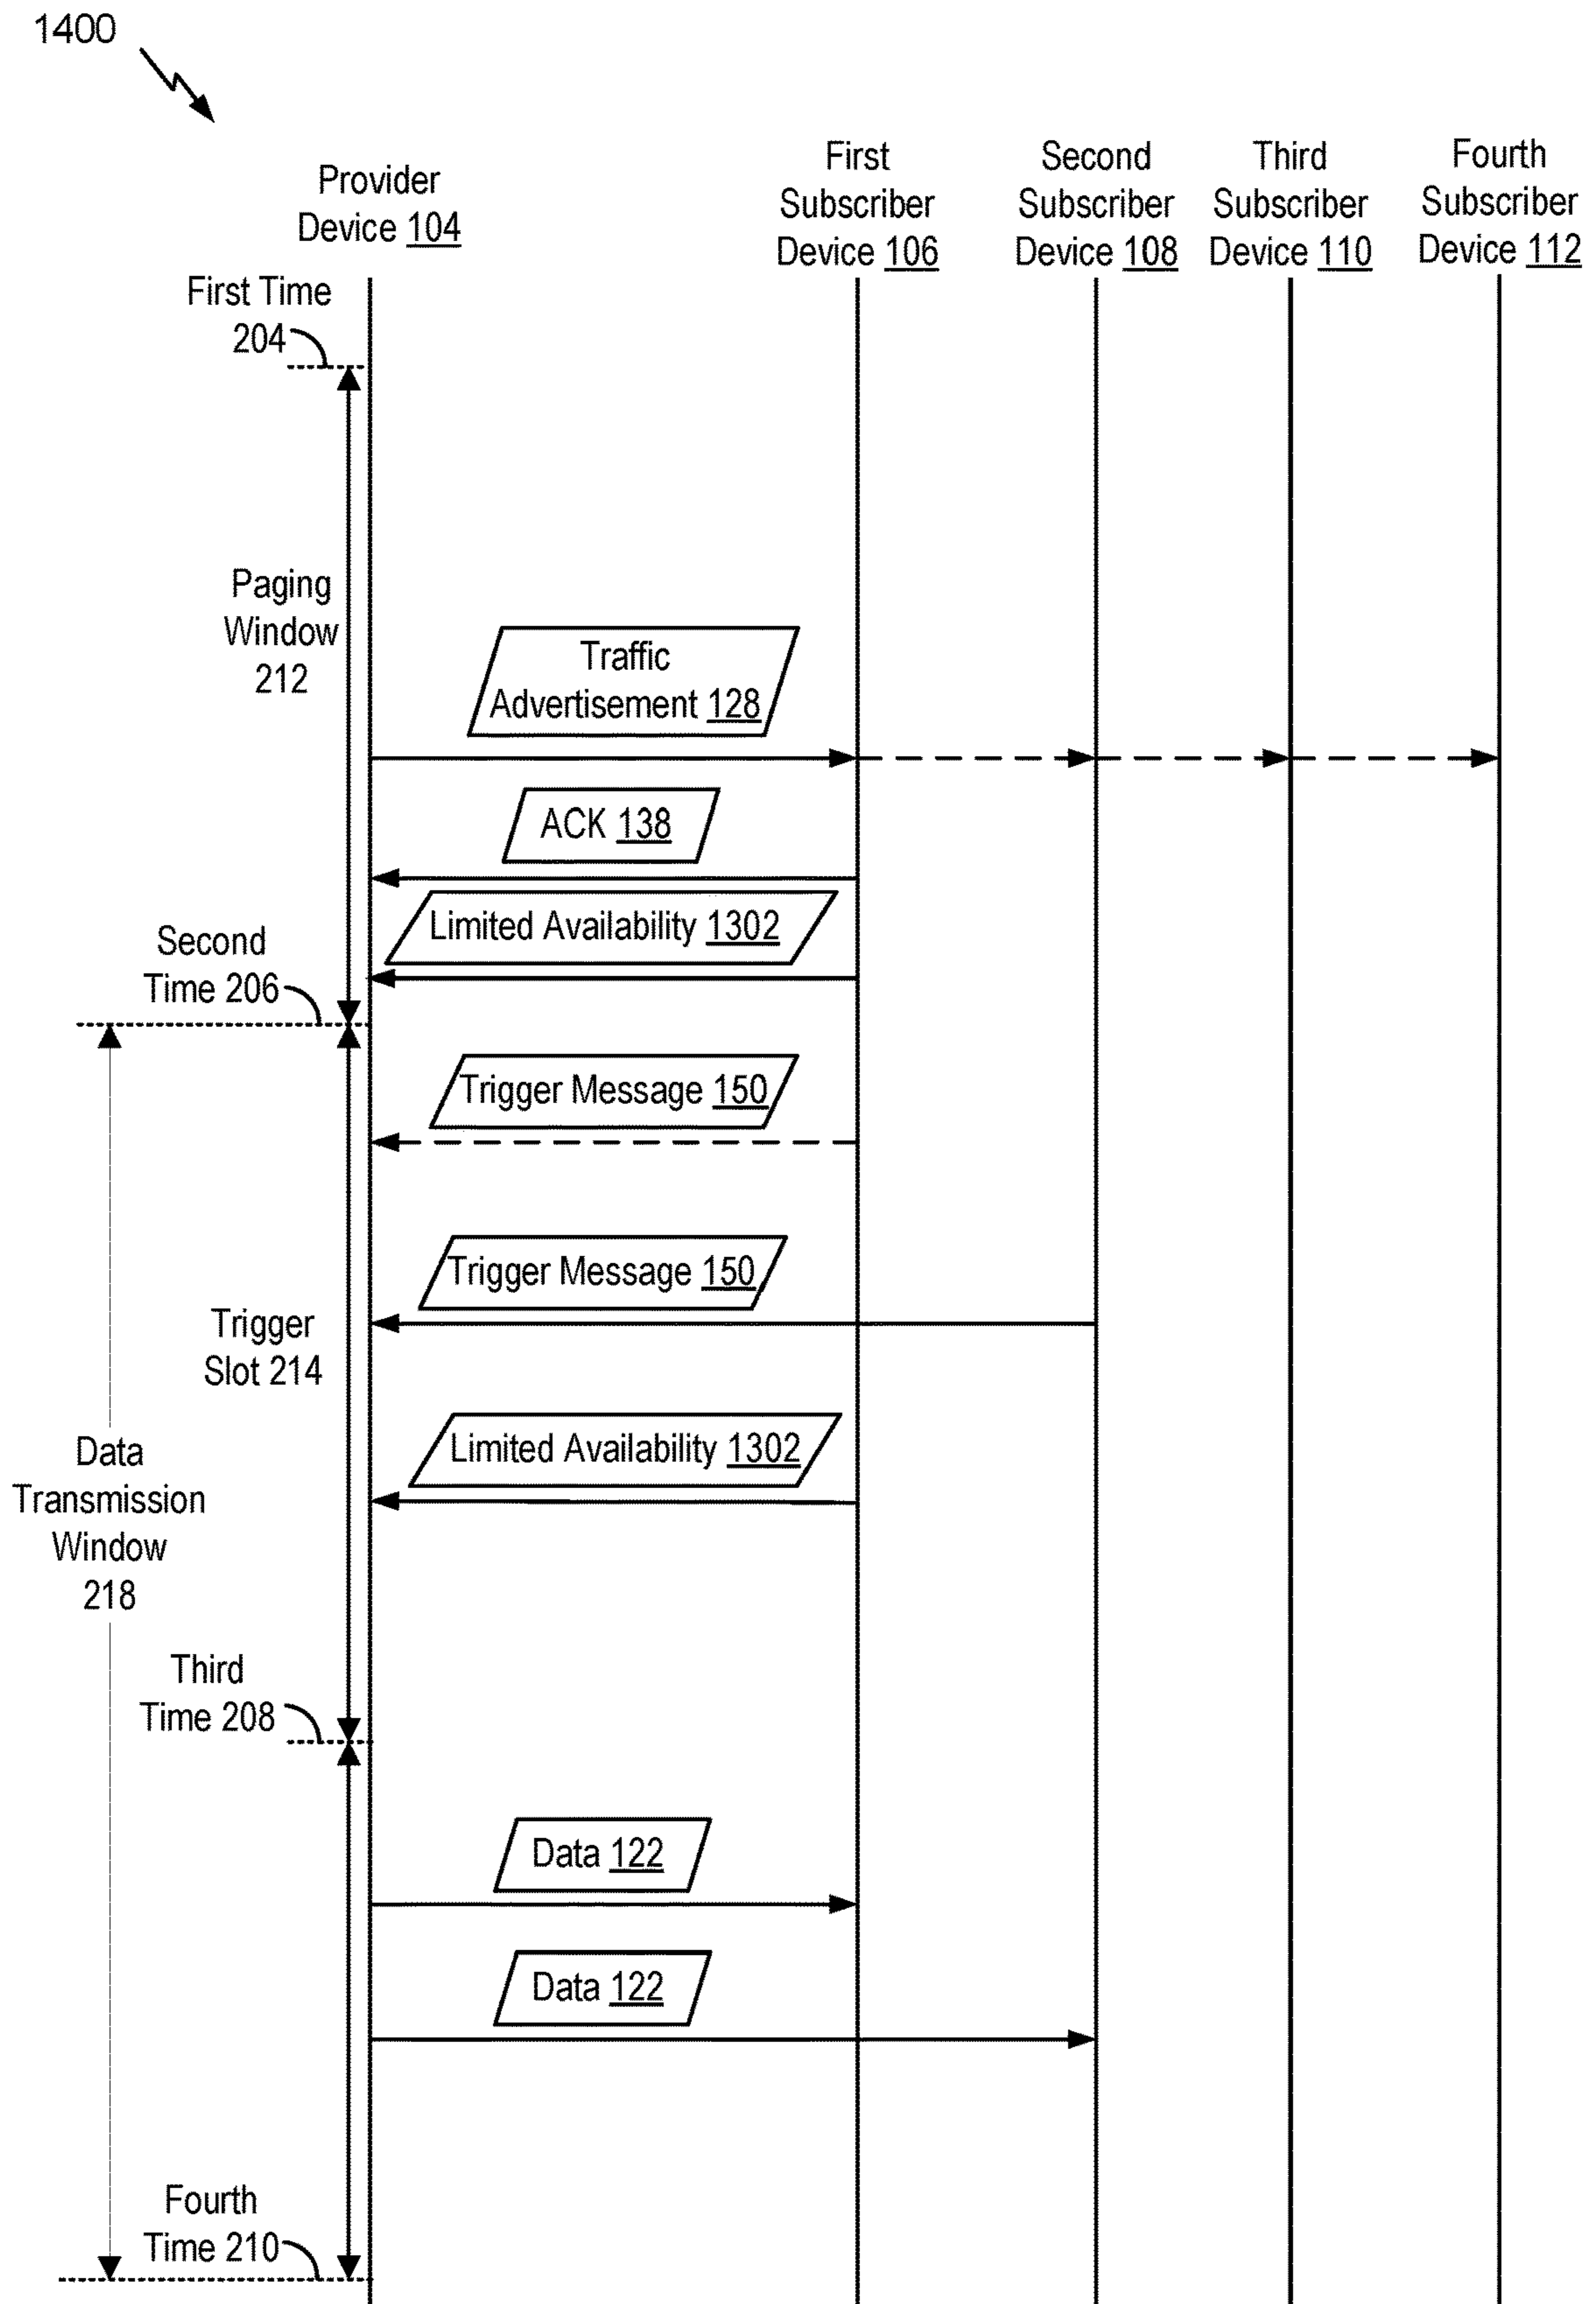 1400
Provider
Device 104
First
Subscriber
Device 106
Second
Subscriber
Device 108
Third
Subscriber
Device 110
Fourth
Subscriber
Device 112
First Time
204
Paging
Window
212
Traffic
Advertisement 128
ACK 138
Limited Availability 1302
Second
Time 206
Trigger Message 150
Trigger Message 150
Trigger
Slot 214
Limited Availability 1302
Data
Transmission
Window
218
Third
Time 208
Data 122
Data 122
Fourth
Time 210